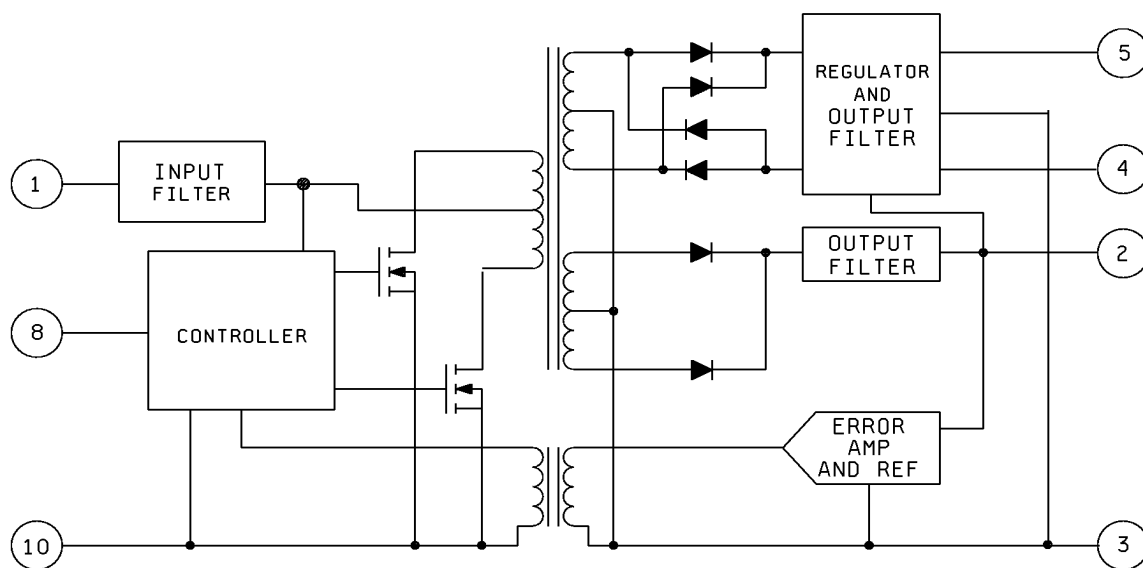 5
REGULATOR
AND
OUTPUT
FILTER
1
INPUT
FILTER
4
OUTPUT
FILTER
2
8
CONTROLLER
ERROR
AMP
AND REF
10
3